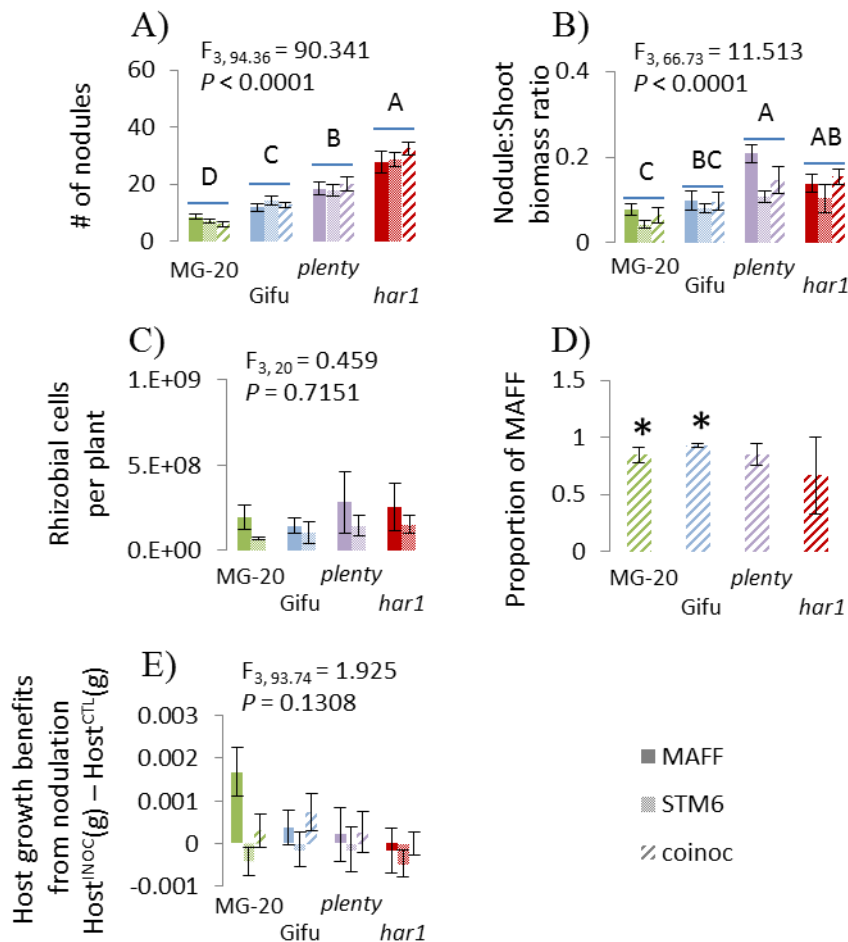 A)
F3, 94.36 = 90.341
P < 0.0001
# of nodules
60
40
20
0
D
C
B
A
MG-20
Gifu
plenty
har1
B)
F3, 66.73 = 11.513
P < 0.0001
Nodule:Shoot
biomass ratio
0.4
0.2
0
C
BC
A
AB
MG-20
Gifu
plenty
har1
C)
F3, 20 = 0.459
P = 0.7151
Rhizobial cells
per plant
1.E+09
5.E+08
0.E+00
MG-20
Gifu
plenty
har1
D)
Proportion of MAFF
1.5
1
0.5
0
*
*
MG-20
Gifu
plenty
har1
E)
F3, 93.74 = 1.925
P = 0.1308
Host growth benefits
from nodulation
HostINOC(g) – HostCTL(g)
0.003
0.002
0.001
0
-0.001
MG-20
Gifu
plenty
har1
MAFF
STM6
coinoc